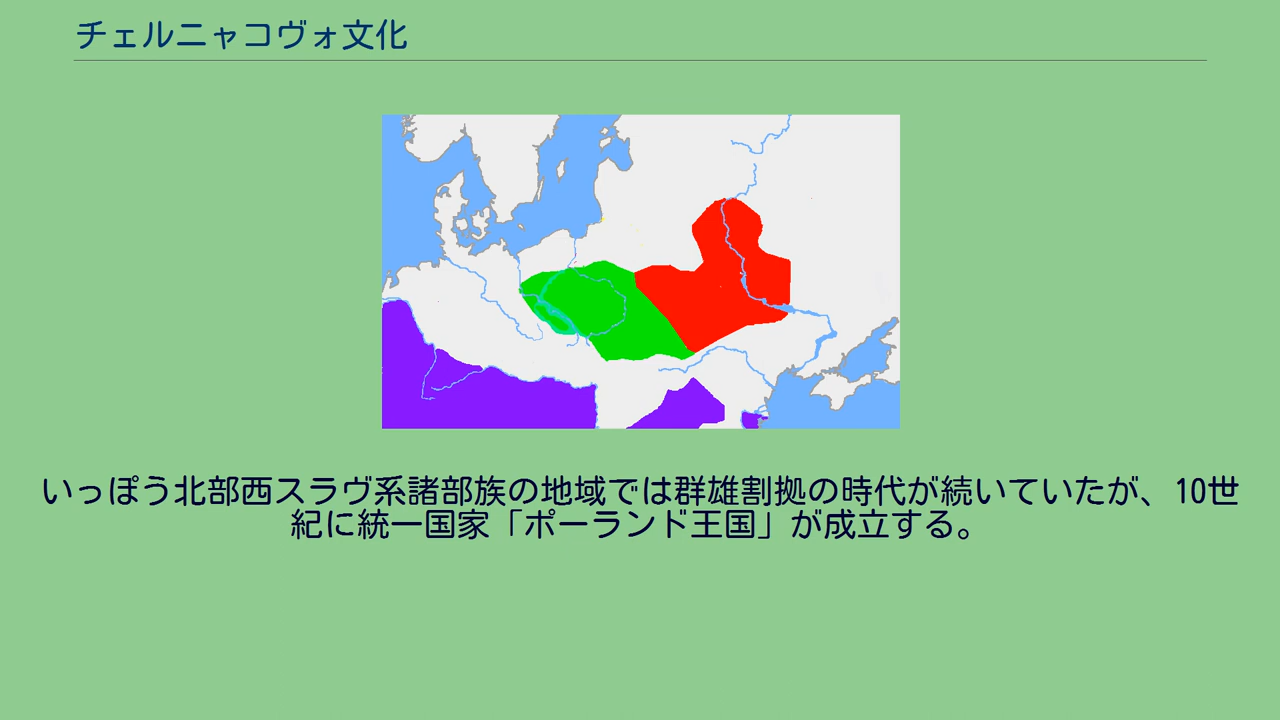 チェルニャコヴォ文化
いっぽう北部西スラヴ系諸部族の地域では群雄割拠の時代が続いていたが、10世
紀に統一国家「ポーランド王国」が成立する。